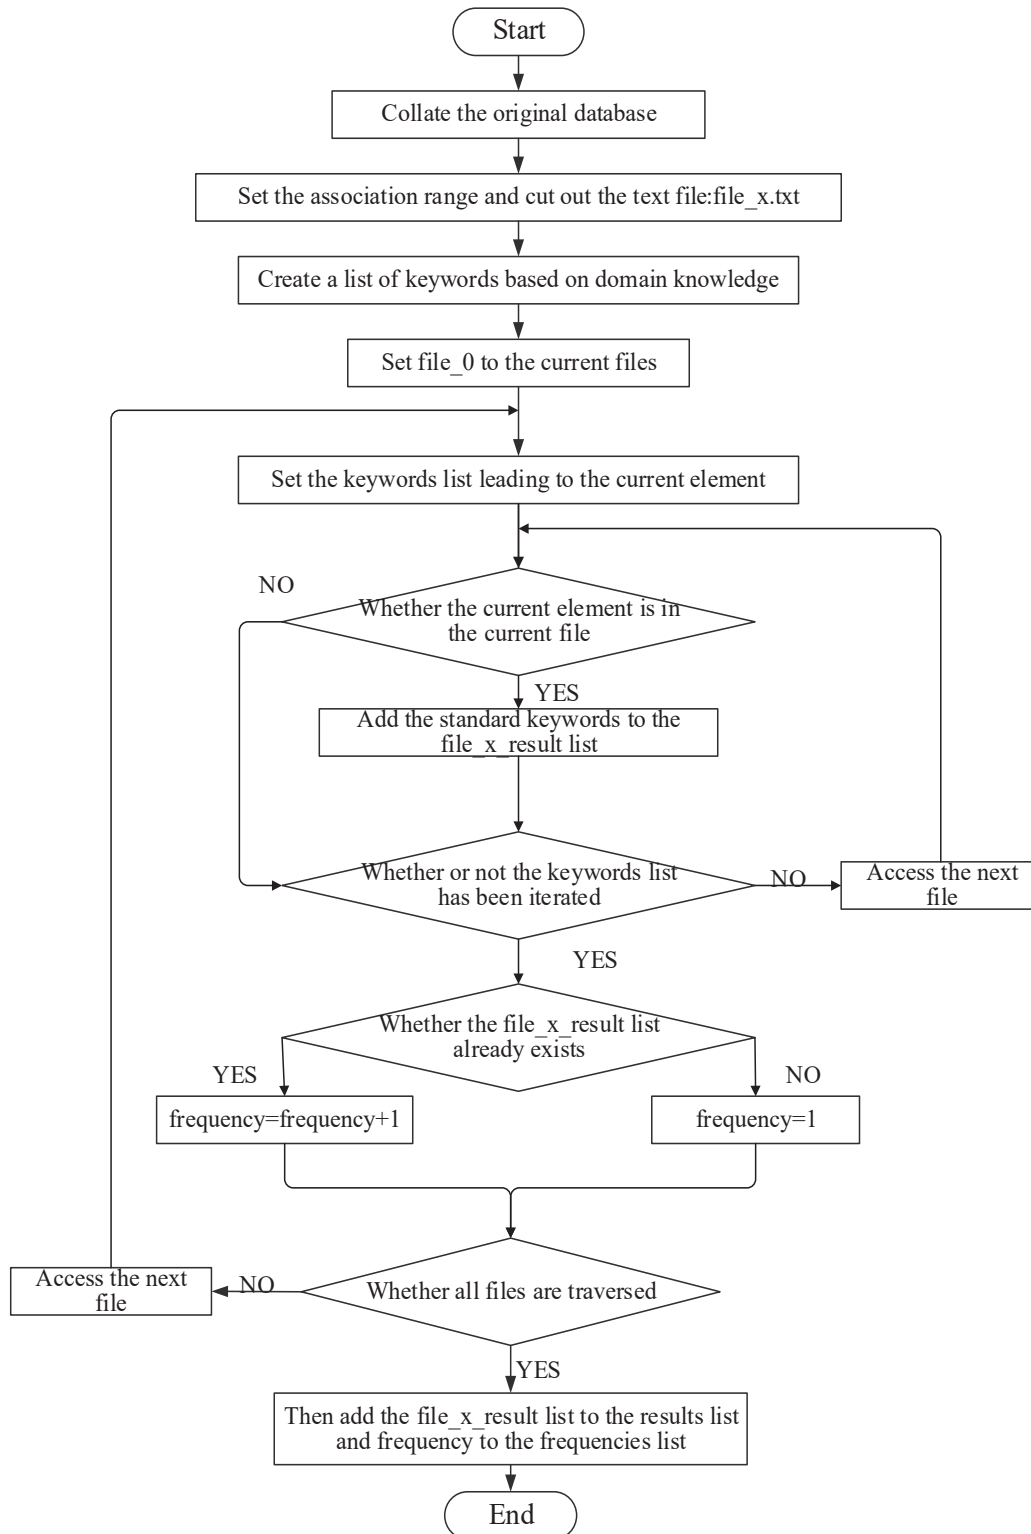 Start
Collate the original database
Set the association range and cut out the text file:file_x.txt
Create a list of keywords based on domain knowledge
Set file_0 to the current files
Set the keywords list leading to the current element
NO
Whether the current element is in
the current file
YES
Add the standard keywords to the
file_x_result list
Whether or not the keywords list
has been iterated
NO
Access the next
file
YES
Whether the file_x_result list
already exists
YES
NO
frequency=frequency+1
frequency=1
Access the next
file
NO
Whether all files are traversed
YES
Then add the file_x_result list to the results list
and frequency to the frequencies list
End